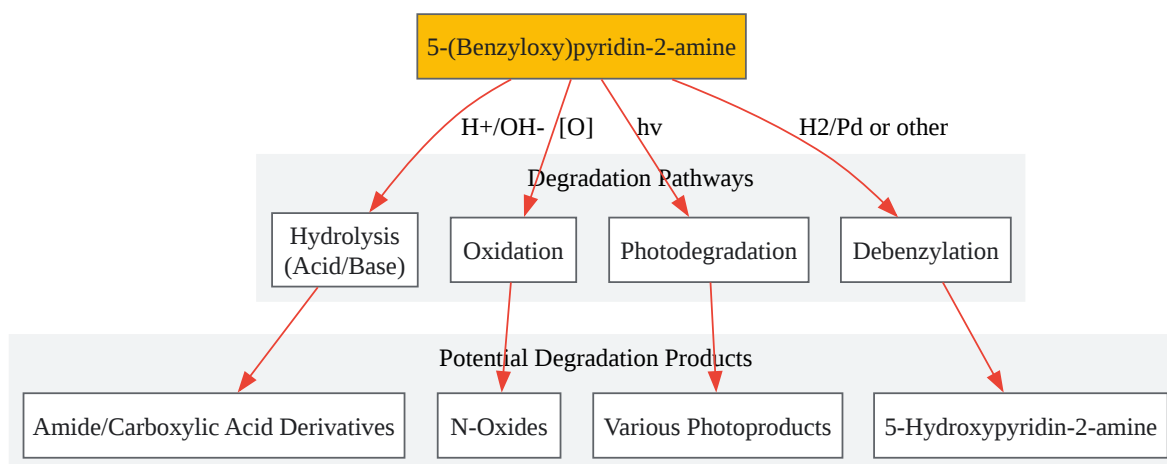 5-(Benzyloxy)pyridin-2-amine
H+/OH-
[O]
hv
H2/Pd or other
Degradation Pathways
Hydrolysis
(Acid/Base)
Oxidation
Photodegradation
Debenzylation
Potential Degradation Products
Amide/Carboxylic Acid Derivatives
N-Oxides
Various Photoproducts
5-Hydroxypyridin-2-amine